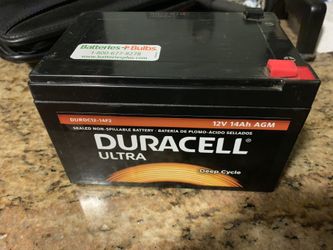 Batteries+Bulbs
1-800-677-8278
www.batteriesplus.com
DURDC12-14F2
12V 14Ah AGM
SEALED NON-SPILLABLE BATTERY • BATERÍA DE PLOMO-ÁCIDO SELLADOS
DURACELL
ULTRA
Deep Cycle